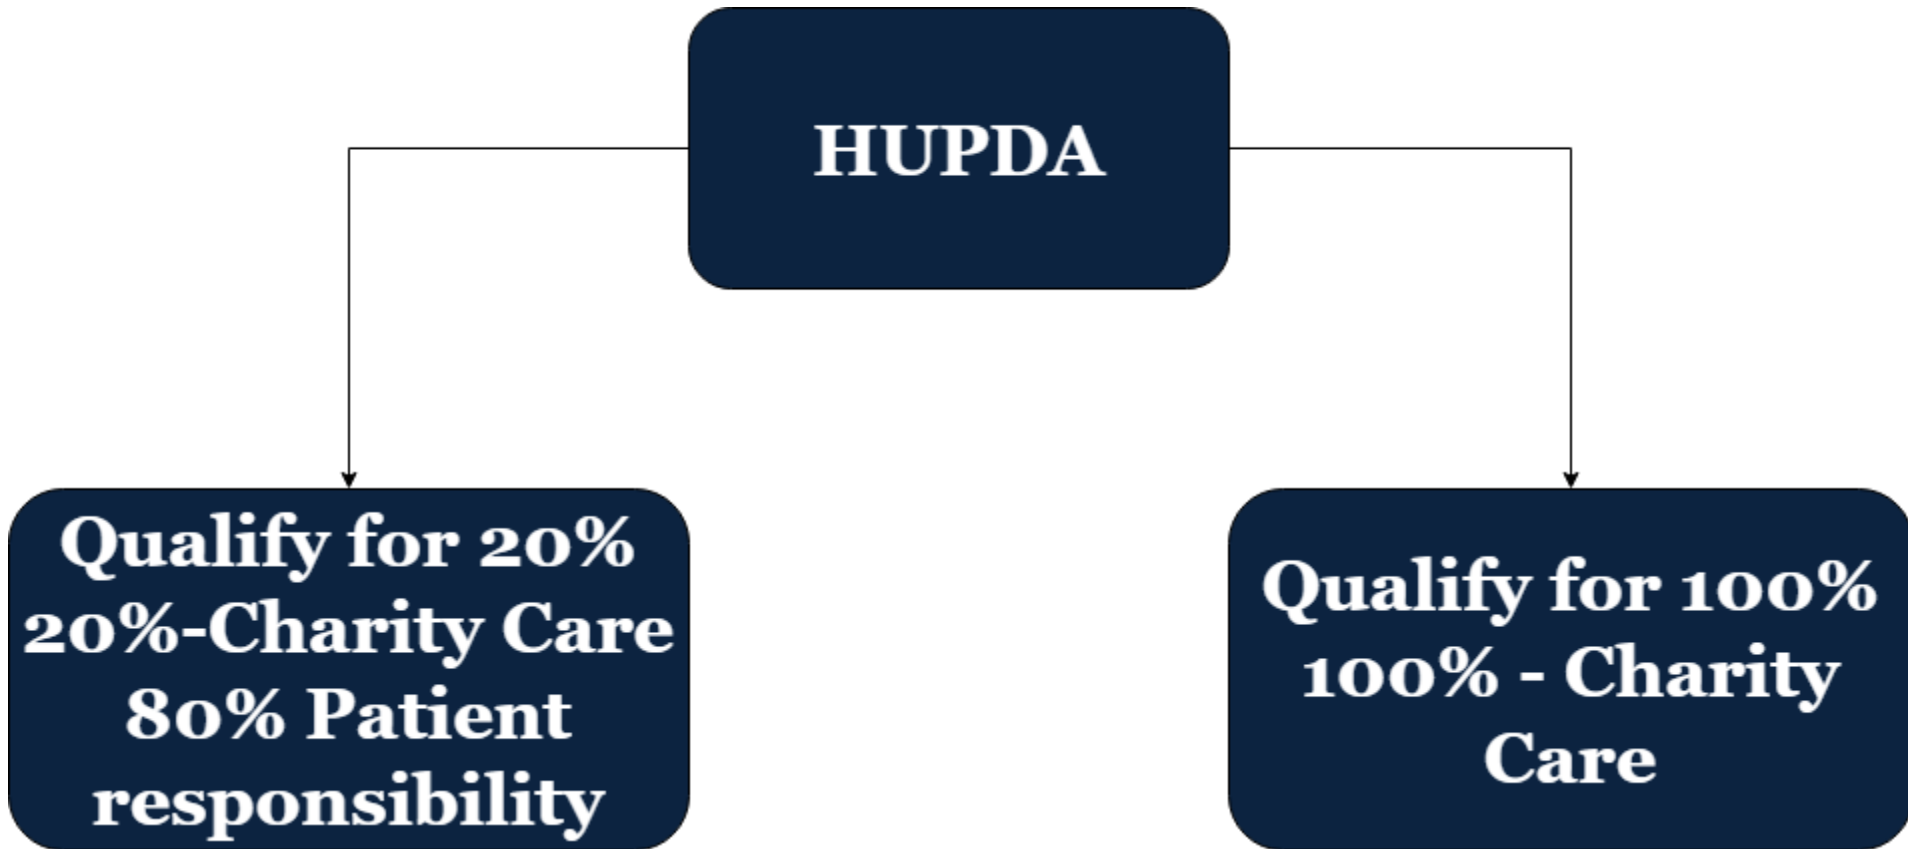 HUPDA
Qualify for 20%
20%-Charity Care
80% Patient
responsibility
Qualify for 100%
100% - Charity
Care